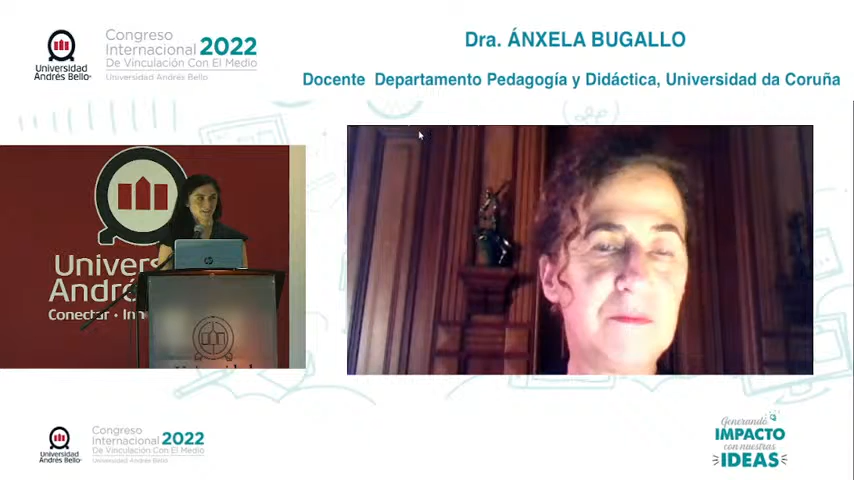 Universidad
Andrés Bello
Congreso
Internacional 2022
De Vinculación Con El Medio
Universidad Andrés Bello
Dra. ÁNXELA BUGALLO
Docente Departamento Pedagogía y Didáctica, Universidad da Coruña
Univers
André
Conectar · Inn
hp
Universidad
Andrés Bello
Congreso
Internacional 2022
De Vinculación Con El Medio
Universidad Andrés Bello
Generando
IMPACTO
con nuestras
IDEAS